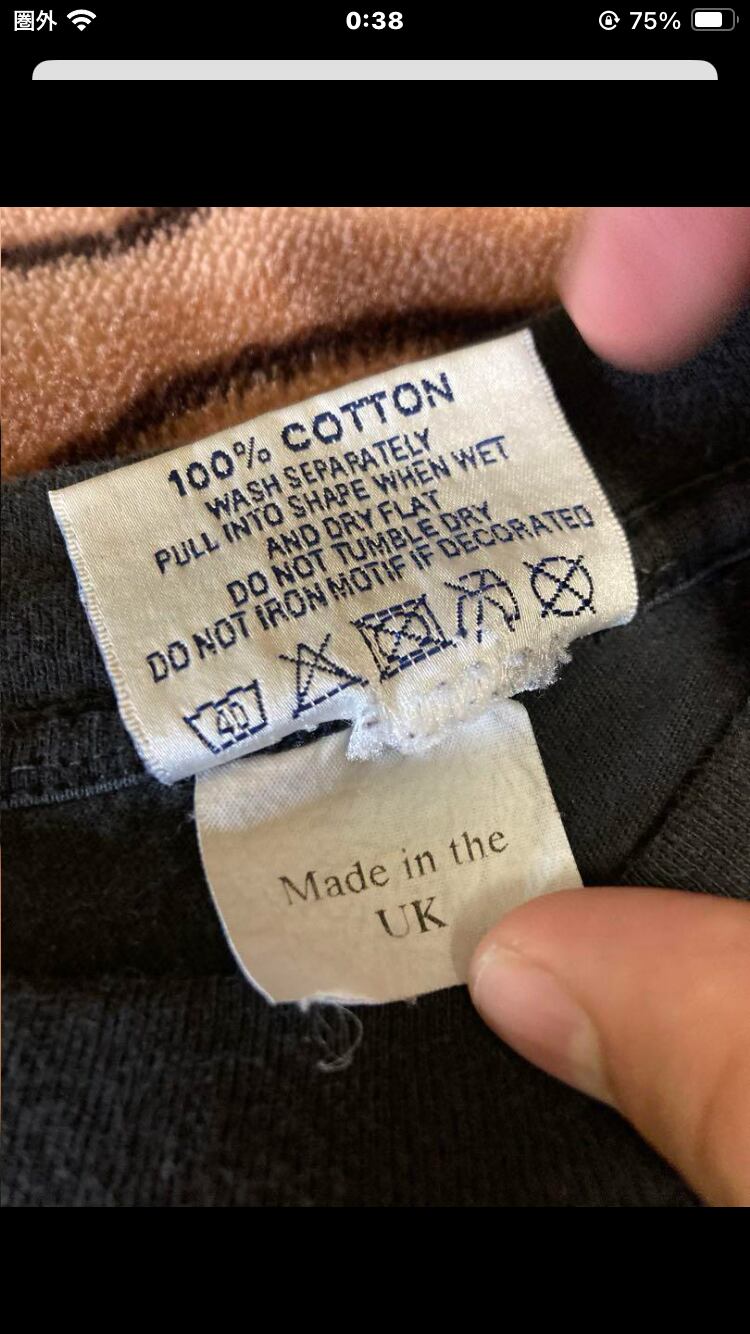 圏外 0:38 75%
100% COTTON
WASH SEPARATELY
PULL INTO SHAPE WHEN WET
AND DRY FLAT
DO NOT TUMBLE DRY
DO NOT IRON MOTIF IF DECORATED
40
Made in the
UK